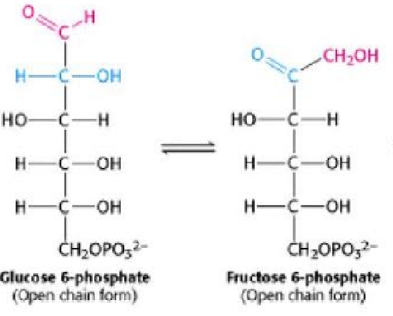 O H
C
H—C—OH
HO—C—H
H—C—OH
H—C—OH
CH₂OPO₃²⁻
Glucose 6-phosphate
(Open chain form)
O CH₂OH
C
HO—C—H
H—C—OH
H—C—OH
CH₂OPO₃²⁻
Fructose 6-phosphate
(Open chain form)